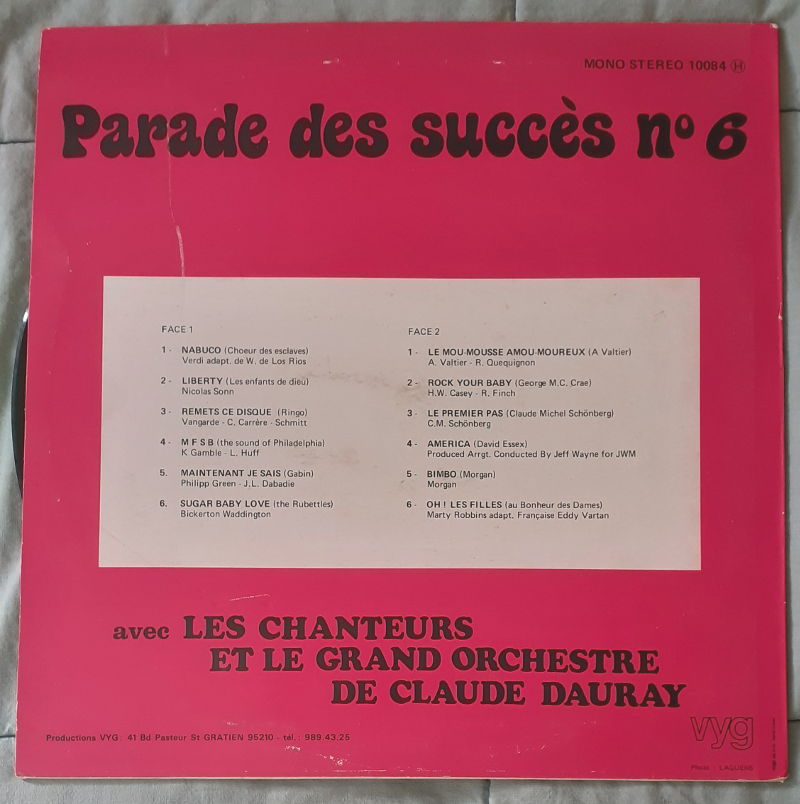 MONO STEREO 10084 Ⓗ
Parade des succès nº 6
FACE 1
1 - NABUCO (Choeur des esclaves)
Verdi adapt. de W. de Los Rios
2 - LIBERTY (Les enfants de dieu)
Nicolas Sonn
3 - REMETS CE DISQUE (Ringo)
Vangarde - C. Carrère - Schmitt
4 - M F S B (the sound of Philadelphia)
K Gamble - L. Huff
5. MAINTENANT JE SAIS (Gabin)
Philipp Green - J.L. Dabadie
6. SUGAR BABY LOVE (the Rubettes)
Bickerton Waddington
FACE 2
1 - LE MOU-MOUSSE AMOU-MOUREUX (A Valtier)
A. Valtier - R. Quequignon
2 - ROCK YOUR BABY (George M.C. Crae)
H.W. Casey - R. Finch
3 - LE PREMIER PAS (Claude Michel Schönberg)
C.M. Schönberg
4 - AMERICA (David Essex)
Produced Arrgt. Conducted By Jeff Wayne for JWM
5 - BIMBO (Morgan)
Morgan
6 - OH ! LES FILLES (au Bonheur des Dames)
Marty Robbins adapt. Française Eddy Vartan
avec LES CHANTEURS
ET LE GRAND ORCHESTRE
DE CLAUDE DAURAY
vyg
Productions VYG : 41 Bd Pasteur St GRATIEN 95210 - tél. : 989.43.25
Photo : LAQUENS